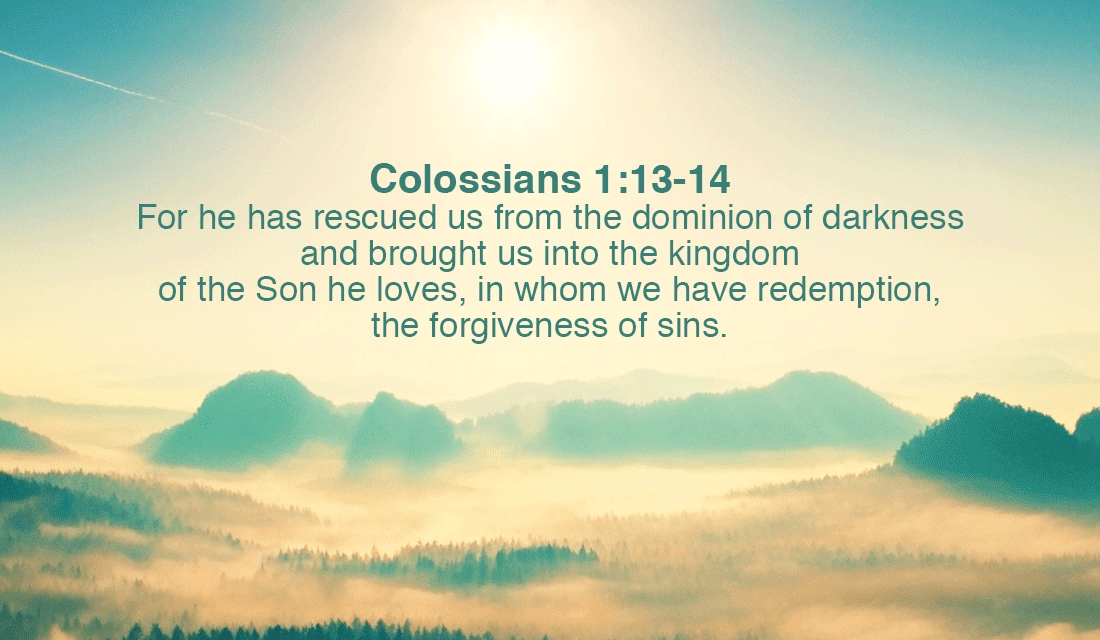 Colossians 1:13-14
For he has rescued us from the dominion of darkness
and brought us into the kingdom
of the Son he loves, in whom we have redemption,
the forgiveness of sins.